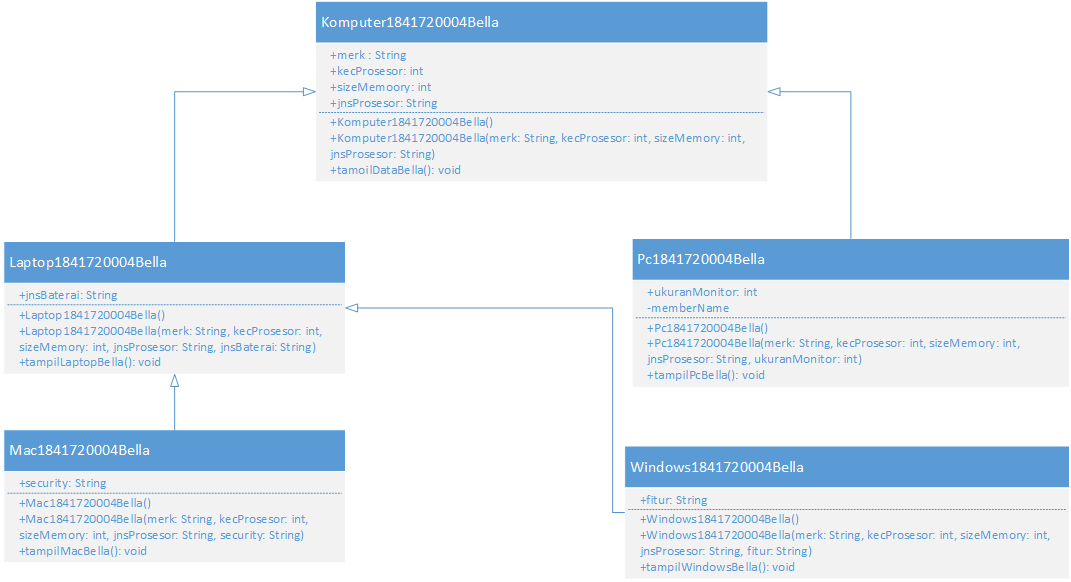 Komputer1841720004Bella
+merk : String
+kecProsesor: int
+sizeMemoory: int
+jnsProsesor: String
+Komputer1841720004Bella()
+Komputer1841720004Bella(merk: String, kecProsesor: int, sizeMemory: int,
jnsProsesor: String)
+tamoilDataBella(): void
Laptop1841720004Bella
+jnsBaterai: String
+Laptop1841720004Bella()
+Laptop1841720004Bella(merk: String, kecProsesor: int,
sizeMemory: int, jnsProsesor: String, jnsBaterai: String)
+tampilLaptopBella(): void
Pc1841720004Bella
+ukuranMonitor: int
-memberName
+Pc1841720004Bella()
+Pc1841720004Bella(merk: String, kecProsesor: int, sizeMemory: int,
jnsProsesor: String, ukuranMonitor: int)
+tampilPcBella(): void
Mac1841720004Bella
+security: String
+Mac1841720004Bella()
+Mac1841720004Bella(merk: String, kecProsesor: int,
sizeMemory: int, jnsProsesor: String, security: String)
+tampilMacBella(): void
Windows1841720004Bella
+fitur: String
+Windows1841720004Bella()
+Windows1841720004Bella(merk: String, kecProsesor: int, sizeMemory: int,
jnsProsesor: String, fitur: String)
+tampilWindowsBella(): void